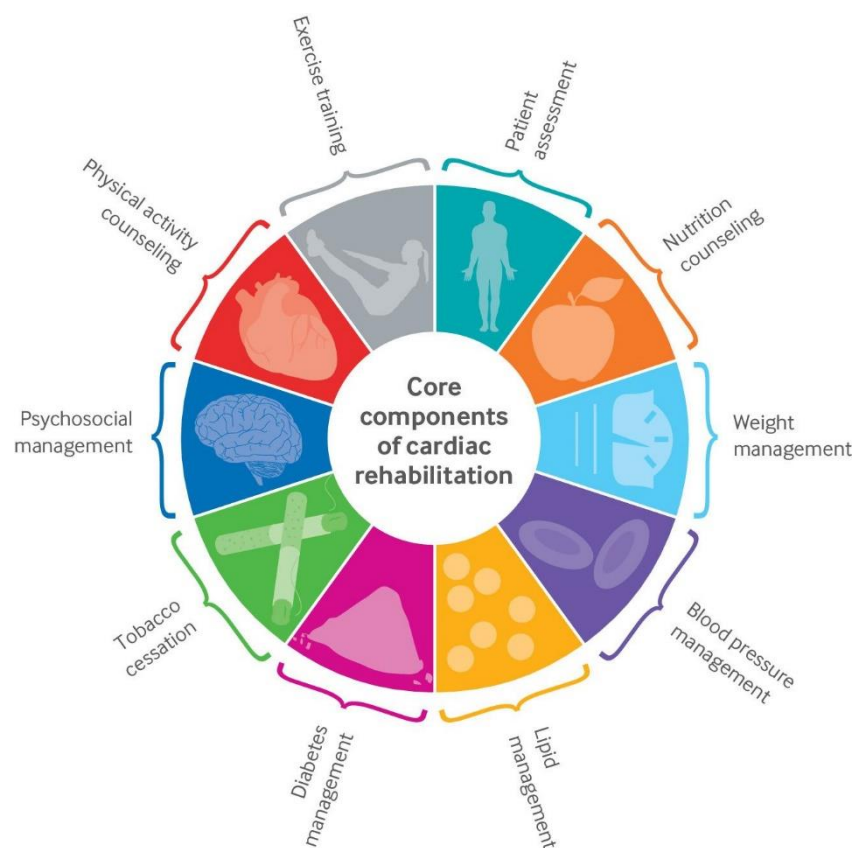 Core
components
of cardiac
rehabilitation
Patient
assessment
Nutrition
counseling
Weight
management
Blood pressure
management
Lipid
management
Diabetes
management
Tobacco
cessation
Psychosocial
management
Physical activity
counseling
Exercise training